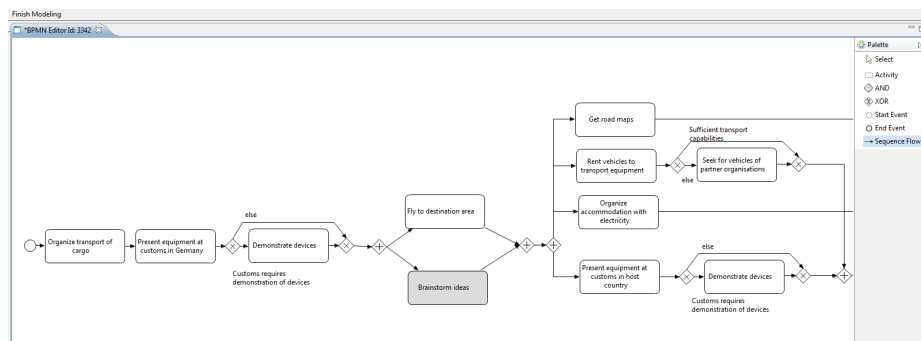 Finish Modeling
*BPMN Editor Id: 3342
Palette
Select
Activity
AND
XOR
Start Event
End Event
Sequence Flow
Get road maps
Sufficient transport
capabilities
Rent vehicles to
transport equipment
Seek for vehicles of
partner organisations
else
Fly to destination area
Organize
accommodation with
electricity
else
Organize transport of
cargo
Present equipment at
customs in Germany
Demonstrate devices
Customs requires
demonstration of devices
Brainstorm ideas
else
Present equipment at
customs in host
country
Demonstrate devices
Customs requires
demonstration of devices